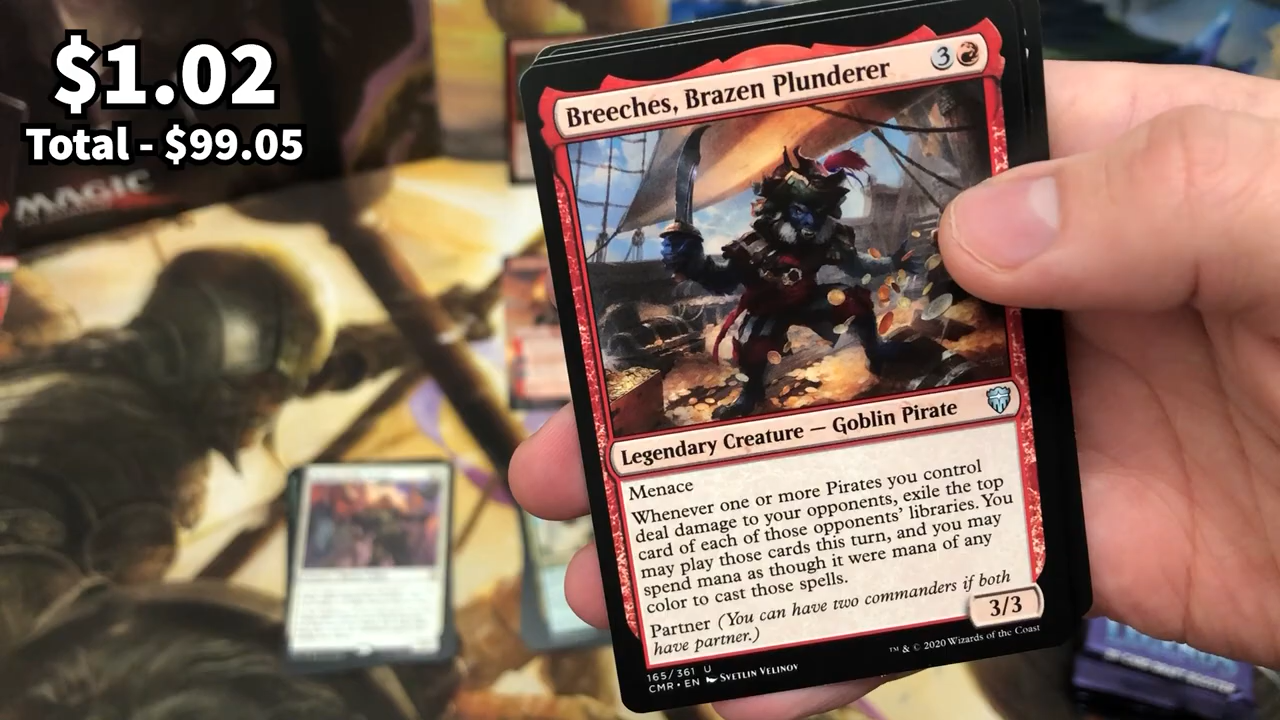 $1.02
Total - $99.05
MAGIC
Breeches, Brazen Plunderer
3
Legendary Creature — Goblin Pirate
Menace
Whenever one or more Pirates you control
deal damage to your opponents, exile the top
card of each of those opponents' libraries. You
may play those cards this turn, and you may
spend mana as though it were mana of any
color to cast those spells.
Partner (You can have two commanders if both
have partner.)
3/3
165/361 U
CMR • EN SVETLIN VELINOV
™ & © 2020 Wizards of the Coast